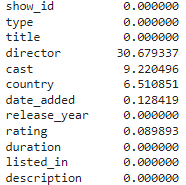 show_id 0.000000
type 0.000000
title 0.000000
director 30.679337
cast 9.220496
country 6.510851
date_added 0.128419
release_year 0.000000
rating 0.089893
duration 0.000000
listed_in 0.000000
description 0.000000